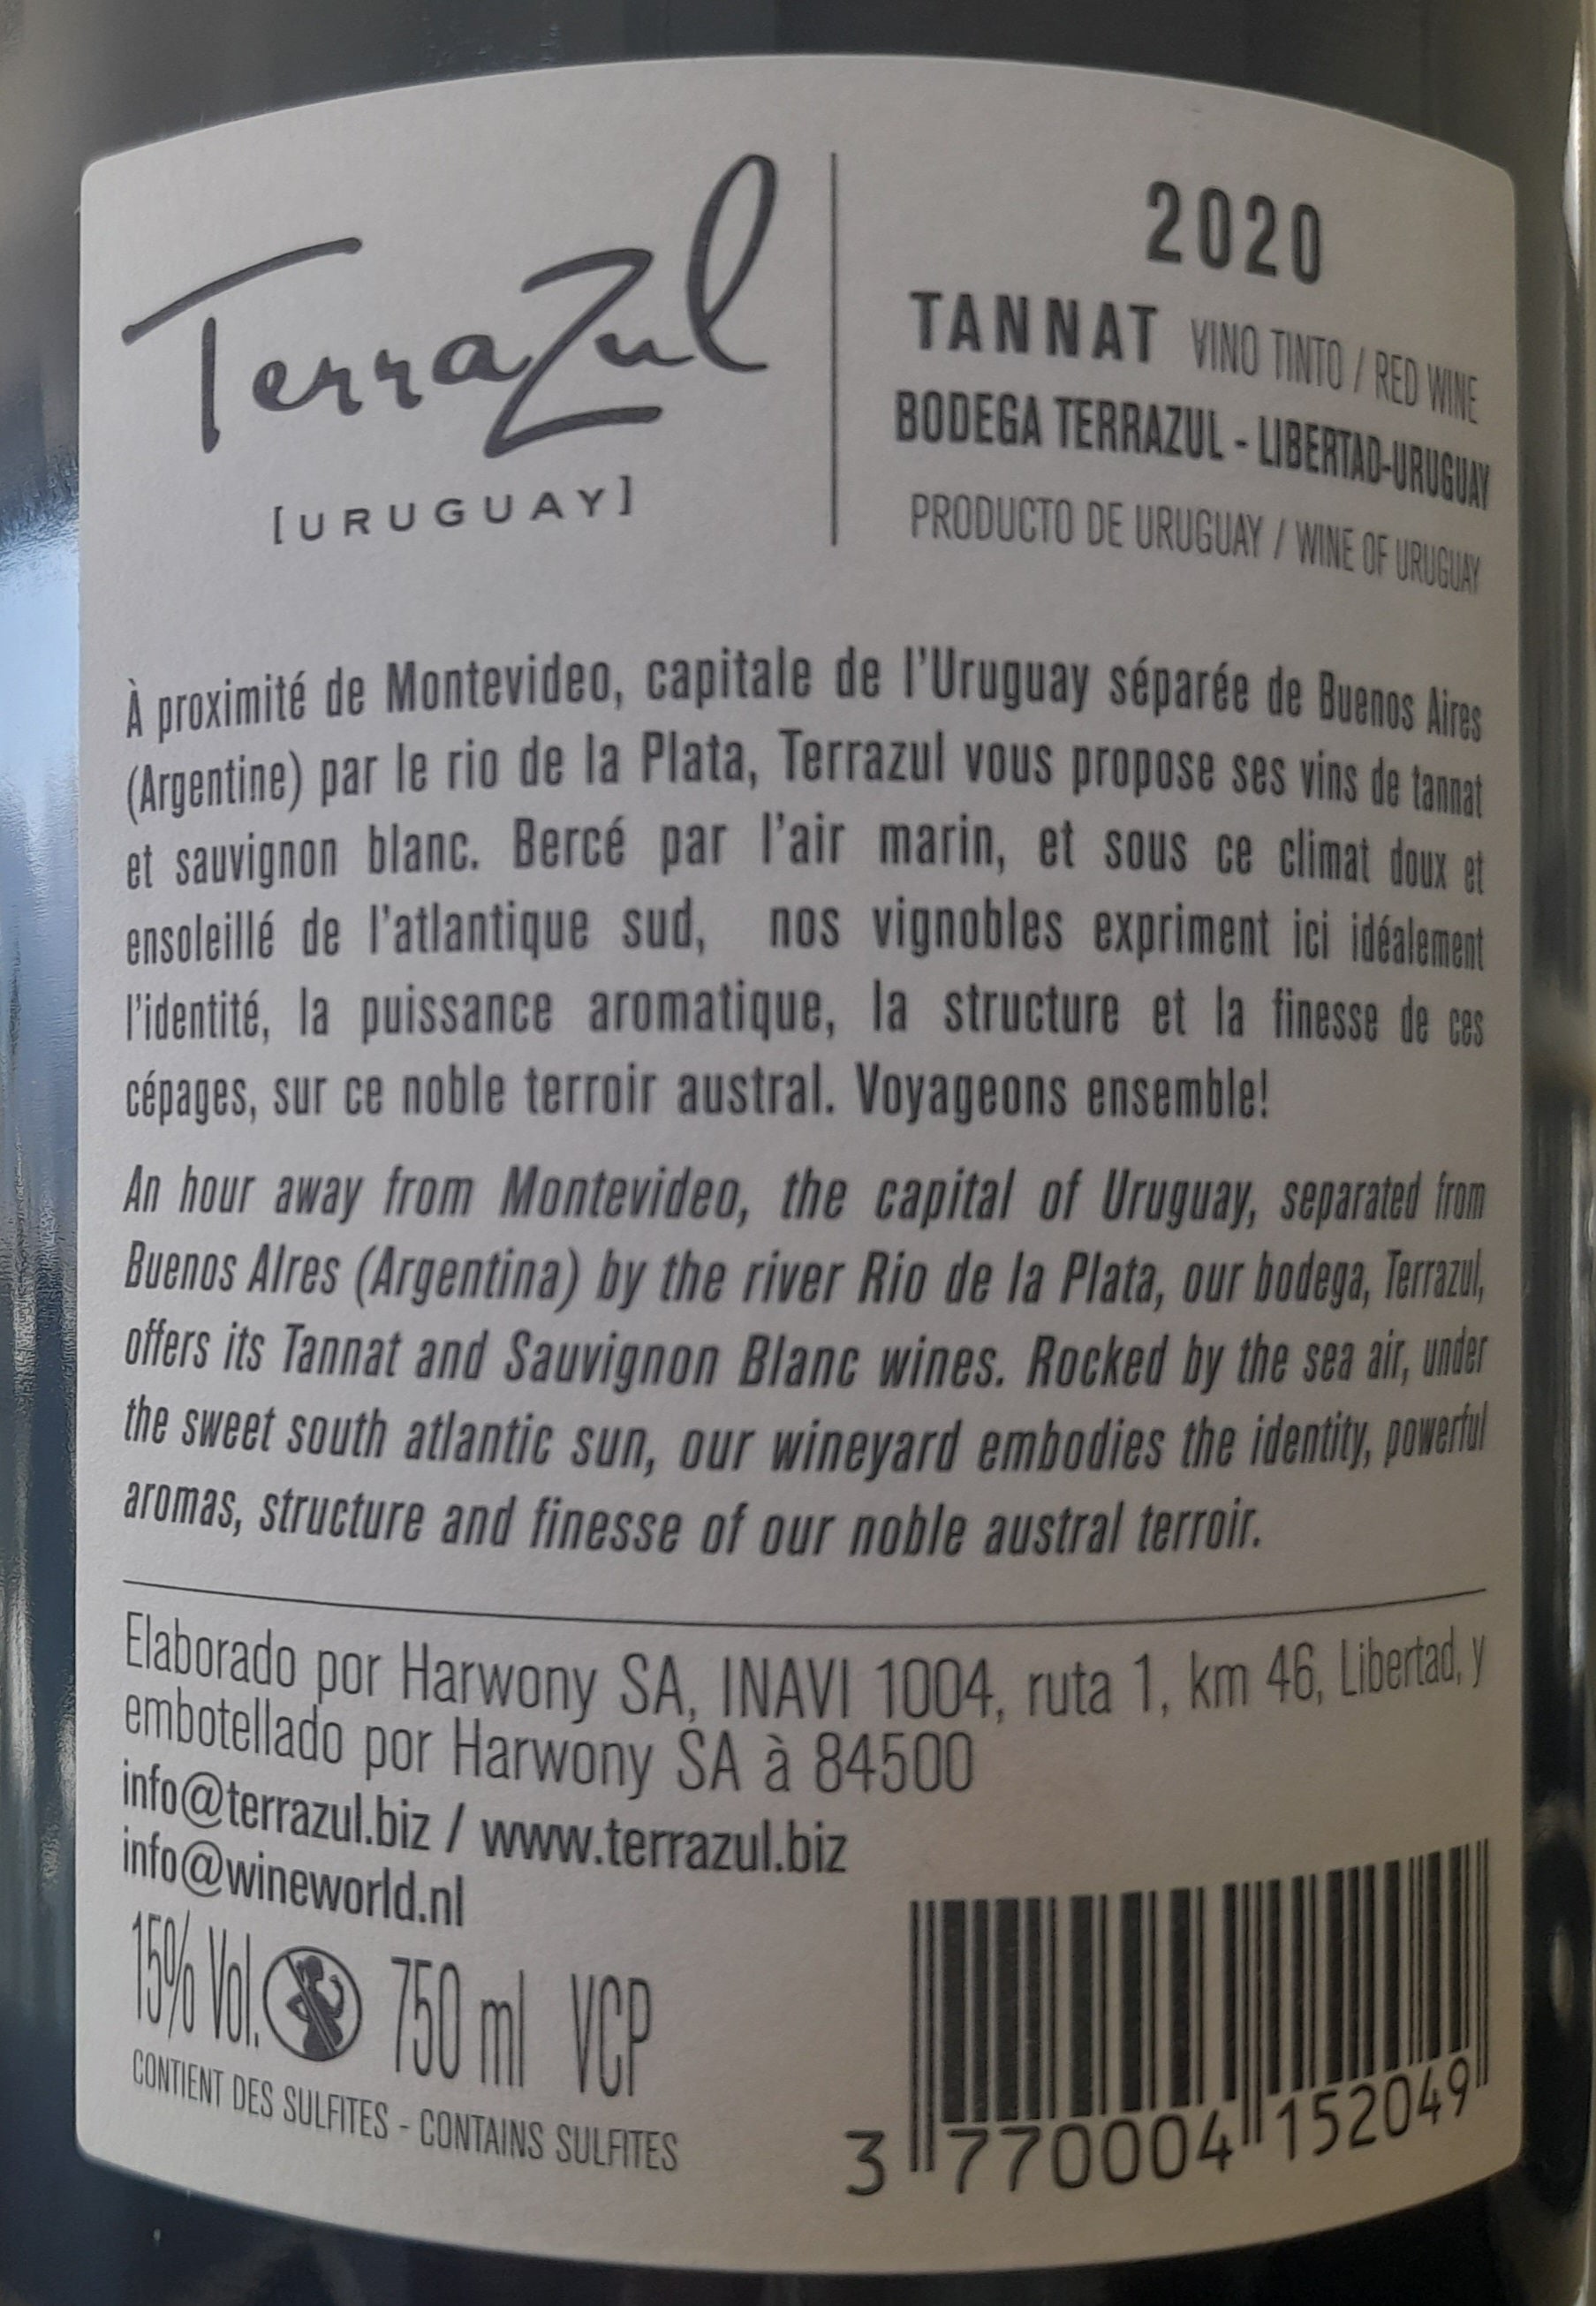 TerraZul
[URUGUAY]
2020
TANNAT VINO TINTO / RED WINE
BODEGA TERRAZUL - LIBERTAD-URUGUAY
PRODUCTO DE URUGUAY / WINE OF URUGUAY
À proximité de Montevideo, capitale de l'Uruguay séparée de Buenos Aires
(Argentine) par le rio de la Plata, Terrazul vous propose ses vins de tannat
et sauvignon blanc. Bercé par l'air marin, et sous ce climat doux et
ensoleillé de l'atlantique sud, nos vignobles expriment ici idéalement
l'identité, la puissance aromatique, la structure et la finesse de ces
cépages, sur ce noble terroir austral. Voyageons ensemble!
An hour away from Montevideo, the capital of Uruguay, separated from
Buenos AIres (Argentina) by the river Rio de la Plata, our bodega, Terrazul,
offers its Tannat and Sauvignon Blanc wines. Rocked by the sea air, under
the sweet south atlantic sun, our wineyard embodies the identity, powerful
aromas, structure and finesse of our noble austral terroir.
Elaborado por Harwony SA, INAVI 1004, ruta 1, km 46, Libertad, y
embotellado por Harwony SA à 84500
info@terrazul.biz / www.terrazul.biz
info@wineworld.nl
15% Vol. 750 ml VCP
CONTIENT DES SULFITES - CONTAINS SULFITES
3 770004 152049